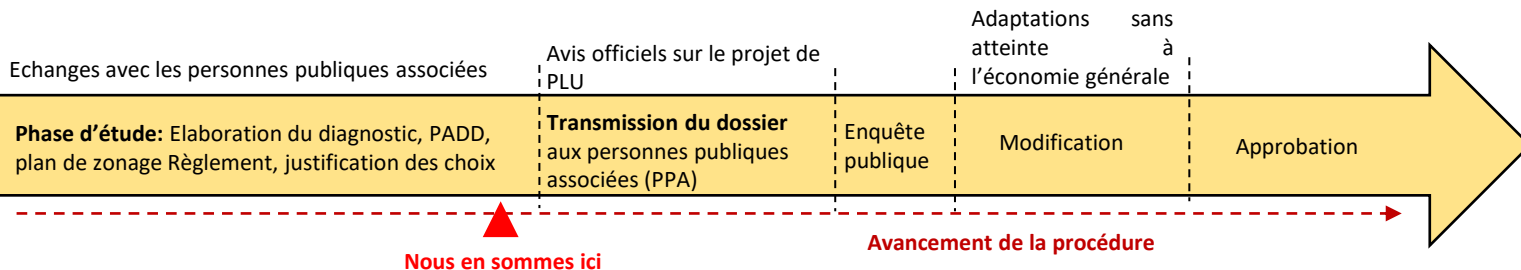 Echanges avec les personnes publiques associées
Avis officiels sur le projet de
PLU
Adaptations sans
atteinte à
l’économie générale
Phase d’étude: Elaboration du diagnostic, PADD,
plan de zonage Règlement, justification des choix
Transmission du dossier
aux personnes publiques
associées (PPA)
Enquête
publique
Modification
Approbation
Nous en sommes ici
Avancement de la procédure